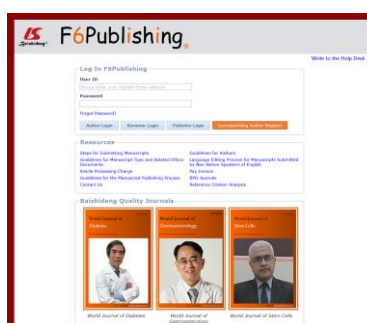 Baishideng®
F6Publishing®
Write to the Help Desk
Log In F6Publishing
User ID
Please enter your register Email address
Password
Forgot Password?
Author Login
Reviewer Login
Publisher Login
Corresponding Author Register
Resources
Steps for Submitting Manuscripts
Guidelines for Authors
Guidelines for Manuscript Type and Related Ethics Documents
Language Editing Process for Manuscripts Submitted by Non-Native Speakers of English
Article Processing Charge
Pay Invoice
Guidelines for the Manuscript Publishing Process
BPG Journals
Contact Us
Reference Citation Analysis
Baishideng Quality Journals
World Journal of
Diabetes
World Journal of
Gastroenterology
World Journal of
Stem Cells
World Journal of Diabetes
World Journal of
Gastroenterology
World Journal of Stem Cells